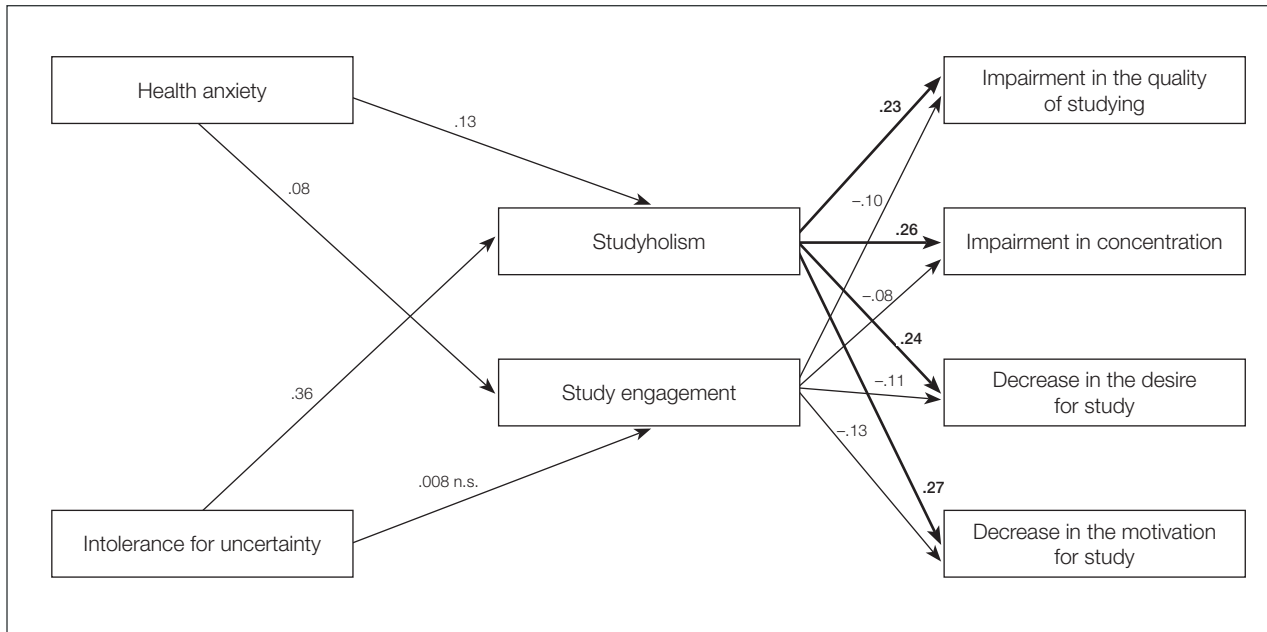 Health anxiety
Impairment in the quality
of studying
.23
.13
.08
−.10
Studyholism
.26
Impairment in concentration
−.08
.24
.36
Study engagement
−.11
Decrease in the desire
for study
−.13
.008 n.s.
.27
Intolerance for uncertainty
Decrease in the motivation
for study